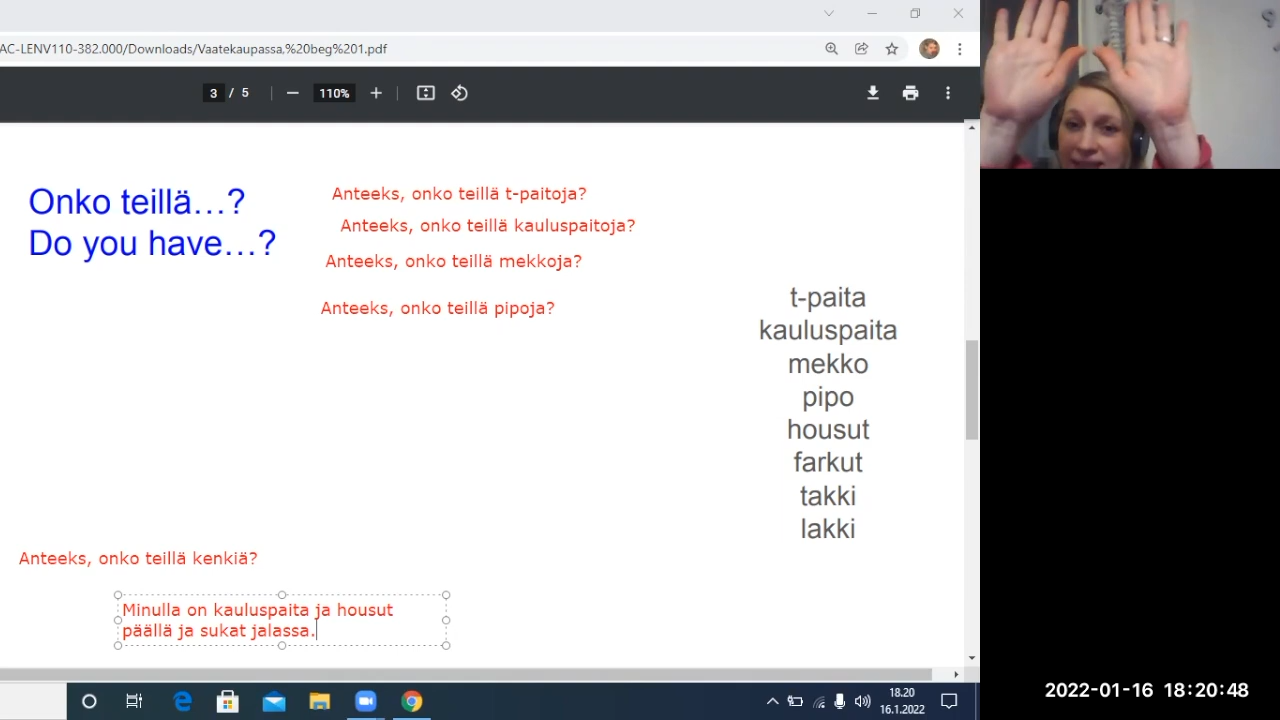 AC-LENV110-382.000/Downloads/Vaatekaupassa,%20beg%201.pdf
3 / 5 110%
Onko teillä…?
Do you have…?
Anteeks, onko teillä t-paitoja?
Anteeks, onko teillä kauluspaitoja?
Anteeks, onko teillä mekkoja?
Anteeks, onko teillä pipoja?
t-paita
kauluspaita
mekko
pipo
housut
farkut
takki
lakki
Anteeks, onko teillä kenkiä?
Minulla on kauluspaita ja housut
päällä ja sukat jalassa.
18.20
16.1.2022
2022-01-16 18:20:48